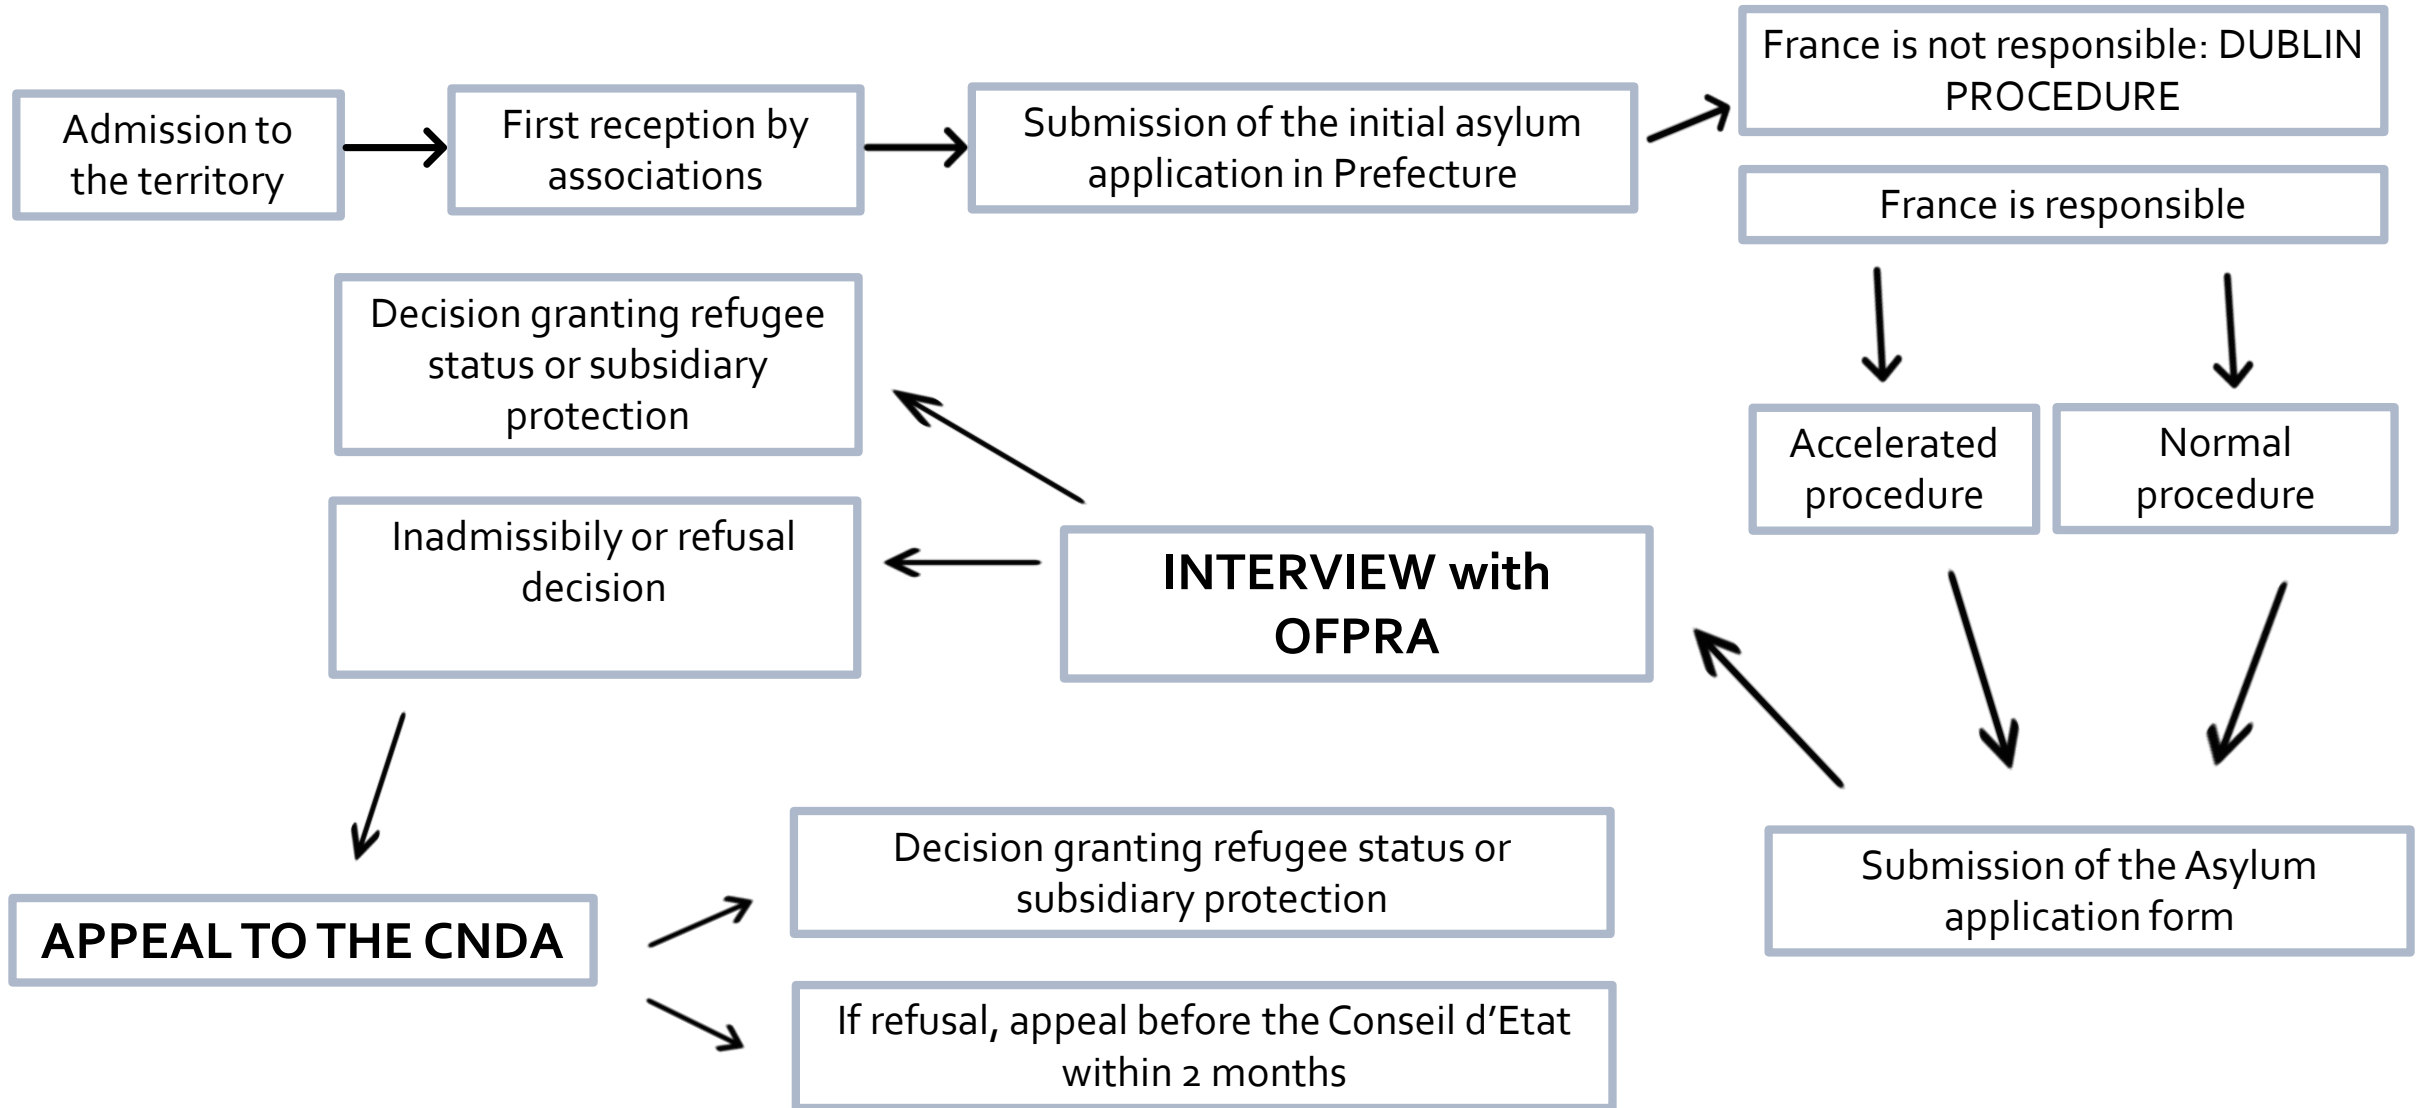 Admission to
the territory
First reception by
associations
Submission of the initial asylum
application in Prefecture
France is not responsible: DUBLIN
PROCEDURE
France is responsible
Accelerated
procedure
Normal
procedure
Submission of the Asylum
application form
INTERVIEW with
OFPRA
Decision granting refugee
status or subsidiary
protection
Inadmissibily or refusal
decision
APPEAL TO THE CNDA
Decision granting refugee status or
subsidiary protection
If refusal, appeal before the Conseil d’Etat
within 2 months